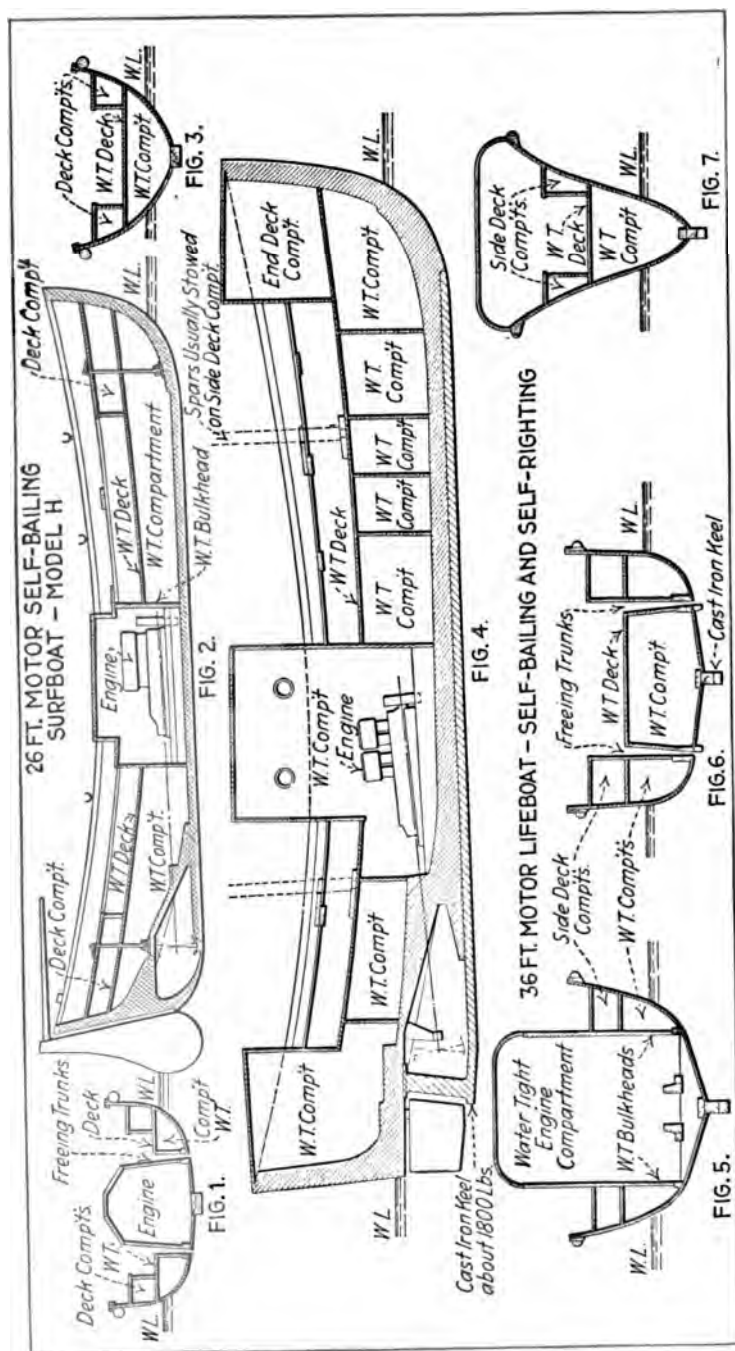 26 FT. MOTOR SELF-BAILING
SURFBOAT – MODEL H
Deck Compts.
W.T.
Freeing Trunks
Deck
W.L.
W.L.
Engine
Compt
W.T.
FIG. 1.
Deck Compt.
W.T. Deck
W.T. Compt.
Engine
Deck Compt.
W.T. Deck
W.T. COMPARTMENT
W.T. Bulkhead
W.L.
FIG. 2.
Deck Compts.
W.T Deck
W.T. Compt
W.L.
FIG. 3.
Spars Usually Stowed
on Side Deck Compt.
End Deck
Compt.
W.T. Compt.
W.T.
Compt
W.T
Compt
W.T
Compt
W.T
Compt
W.T Deck
W.T. Compt
Engine
W.T. Compt
W.T. Compt
W.L.
W.L
Cast Iron Keel
about 1800 Lbs.
FIG. 4.
36 FT. MOTOR LIFEBOAT – SELF-BAILING AND SELF-RIGHTING
Water Tight
Engine
Compartment
W.T Bulkheads
W.L.
FIG. 5.
Side Deck
Compts.
W.T. Compts
Freeing Trunks
W T Deck
W.T. Compt.
W.L.
Cast Iron Keel
FIG. 6.
Side Deck
Compts.
W. T.
Deck
W T
Compt
W.L.
FIG. 7.